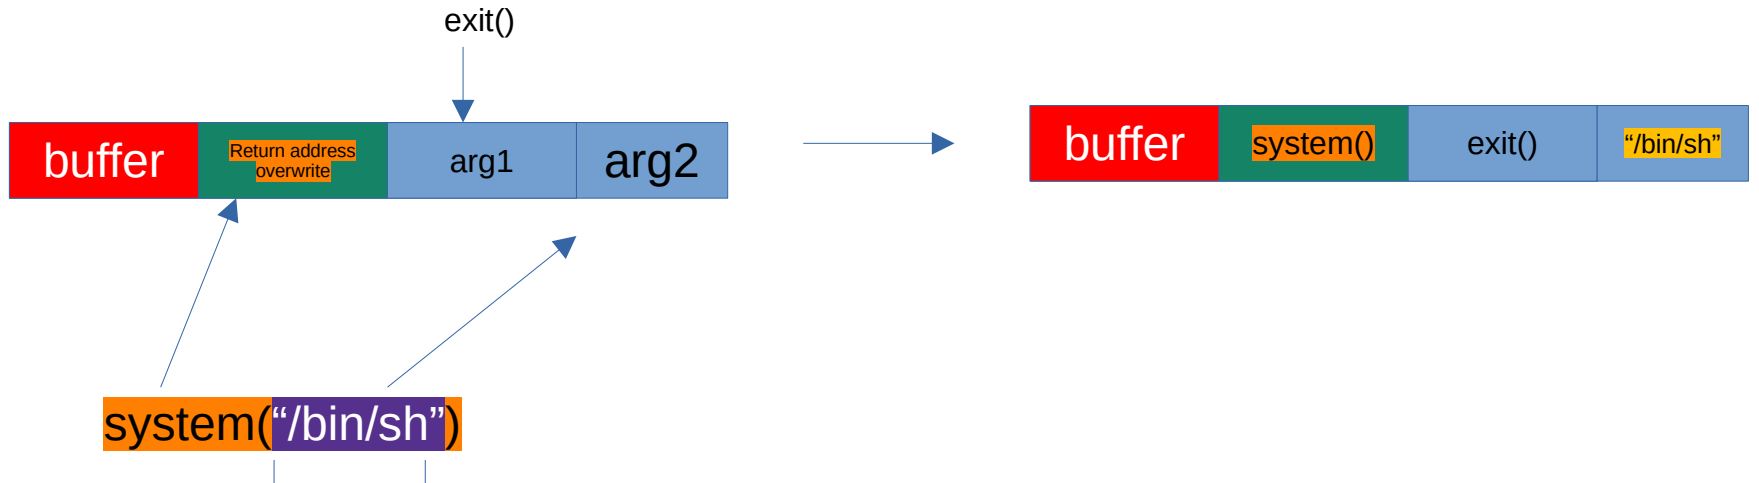 exit()
buffer
Return address
overwrite
arg1
arg2
buffer
system()
exit()
“/bin/sh”
system(“/bin/sh”)